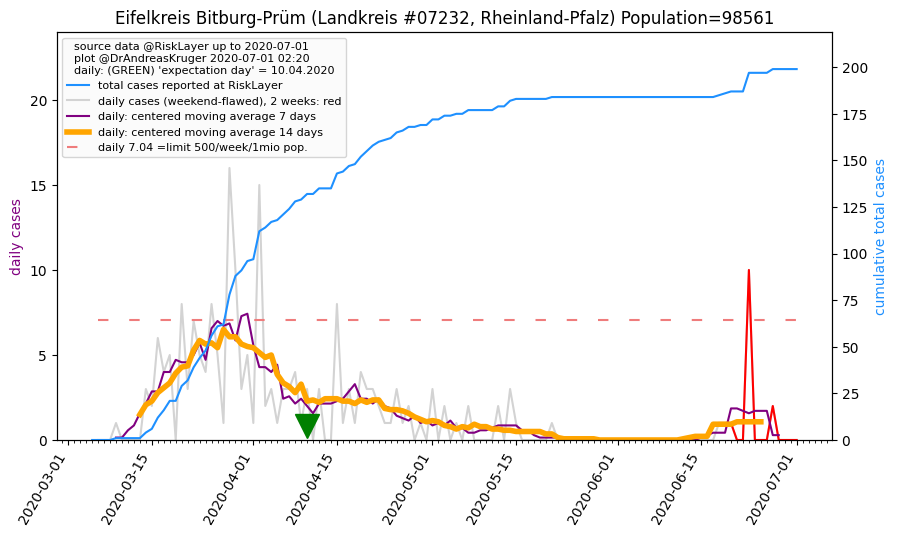 Eifelkreis Bitburg-Prüm (Landkreis #07232, Rheinland-Pfalz) Population=98561
source data @RiskLayer up to 2020-07-01
plot @DrAndreasKruger 2020-07-01 02:20
daily: (GREEN) 'expectation day' = 10.04.2020
total cases reported at RiskLayer
daily cases (weekend-flawed), 2 weeks: red
daily: centered moving average 7 days
daily: centered moving average 14 days
daily 7.04 =limit 500/week/1mio pop.
daily cases
20
15
10
5
0
cumulative total cases
200
175
150
125
100
75
50
25
0
2020-03-01
2020-03-15
2020-04-01
2020-04-15
2020-05-01
2020-05-15
2020-06-01
2020-06-15
2020-07-01